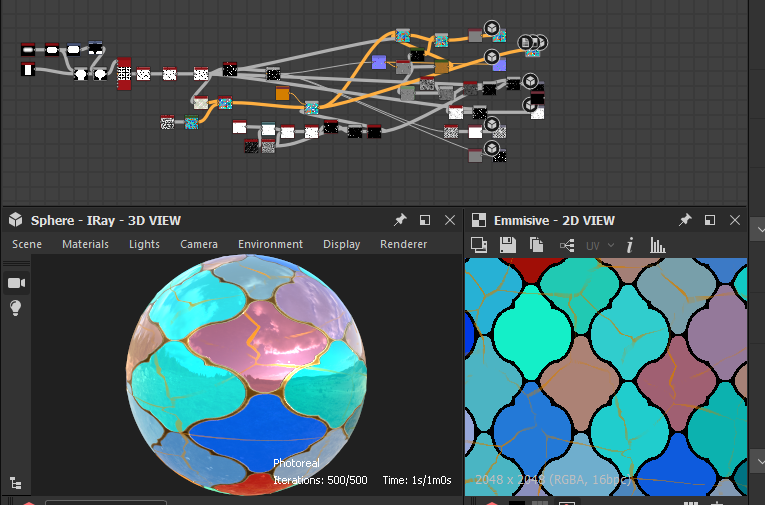 Sphere - IRay - 3D VIEW
Emmisive - 2D VIEW
Scene Materials Lights Camera Environment Display Renderer
UV
Photoreal
Iterations: 500/500 Time: 1s/1m0s
2048 x 2048 (RGBA, 16bpc)